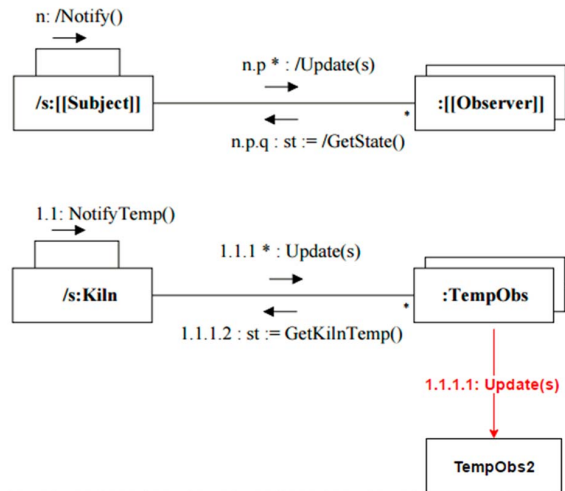 n: /Notify()
n.p * : /Update(s)
/s:[[Subject]]
:[[Observer]]
*
n.p.q : st := /GetState()
1.1: NotifyTemp()
1.1.1 * : Update(s)
/s:Kiln
:TempObs
*
1.1.1.2 : st := GetKilnTemp()
1.1.1.1: Update(s)
TempObs2